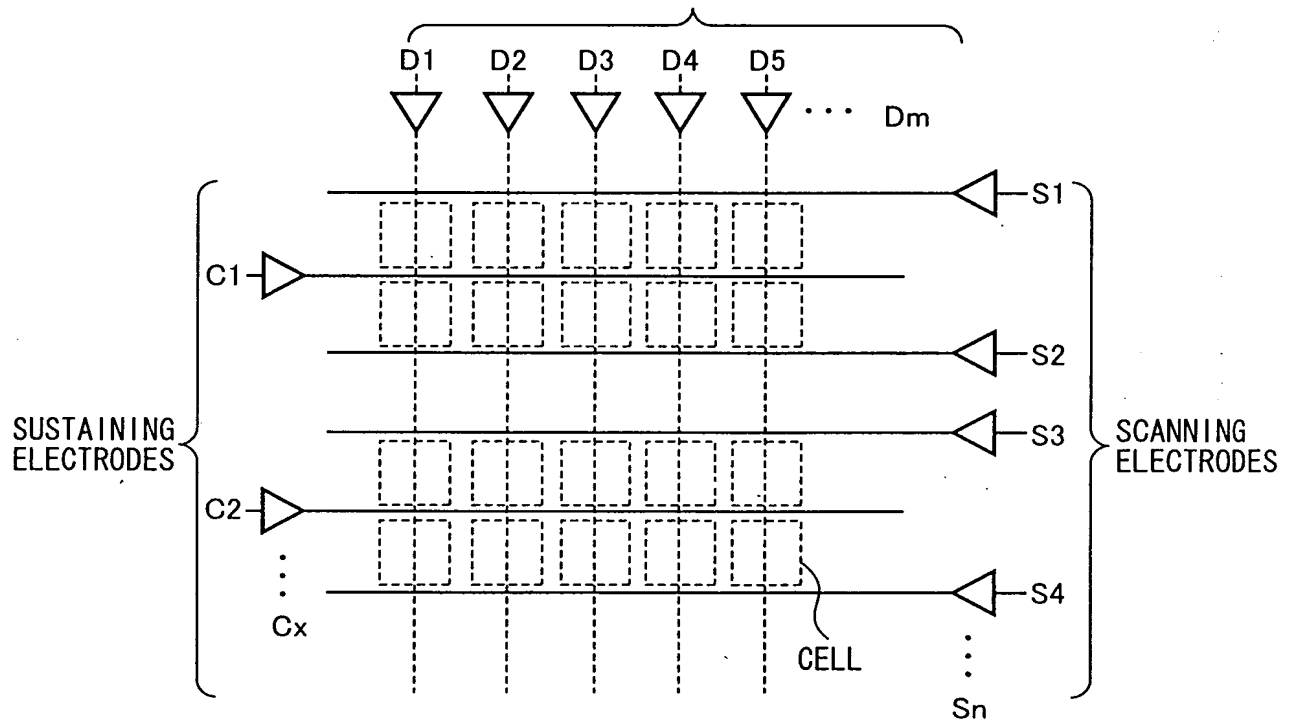 D1 D2 D3 D4 D5
··· Dm
S1
C1
S2
SUSTAINING
ELECTRODES
S3
SCANNING
ELECTRODES
C2
S4
Cx
CELL
Sn